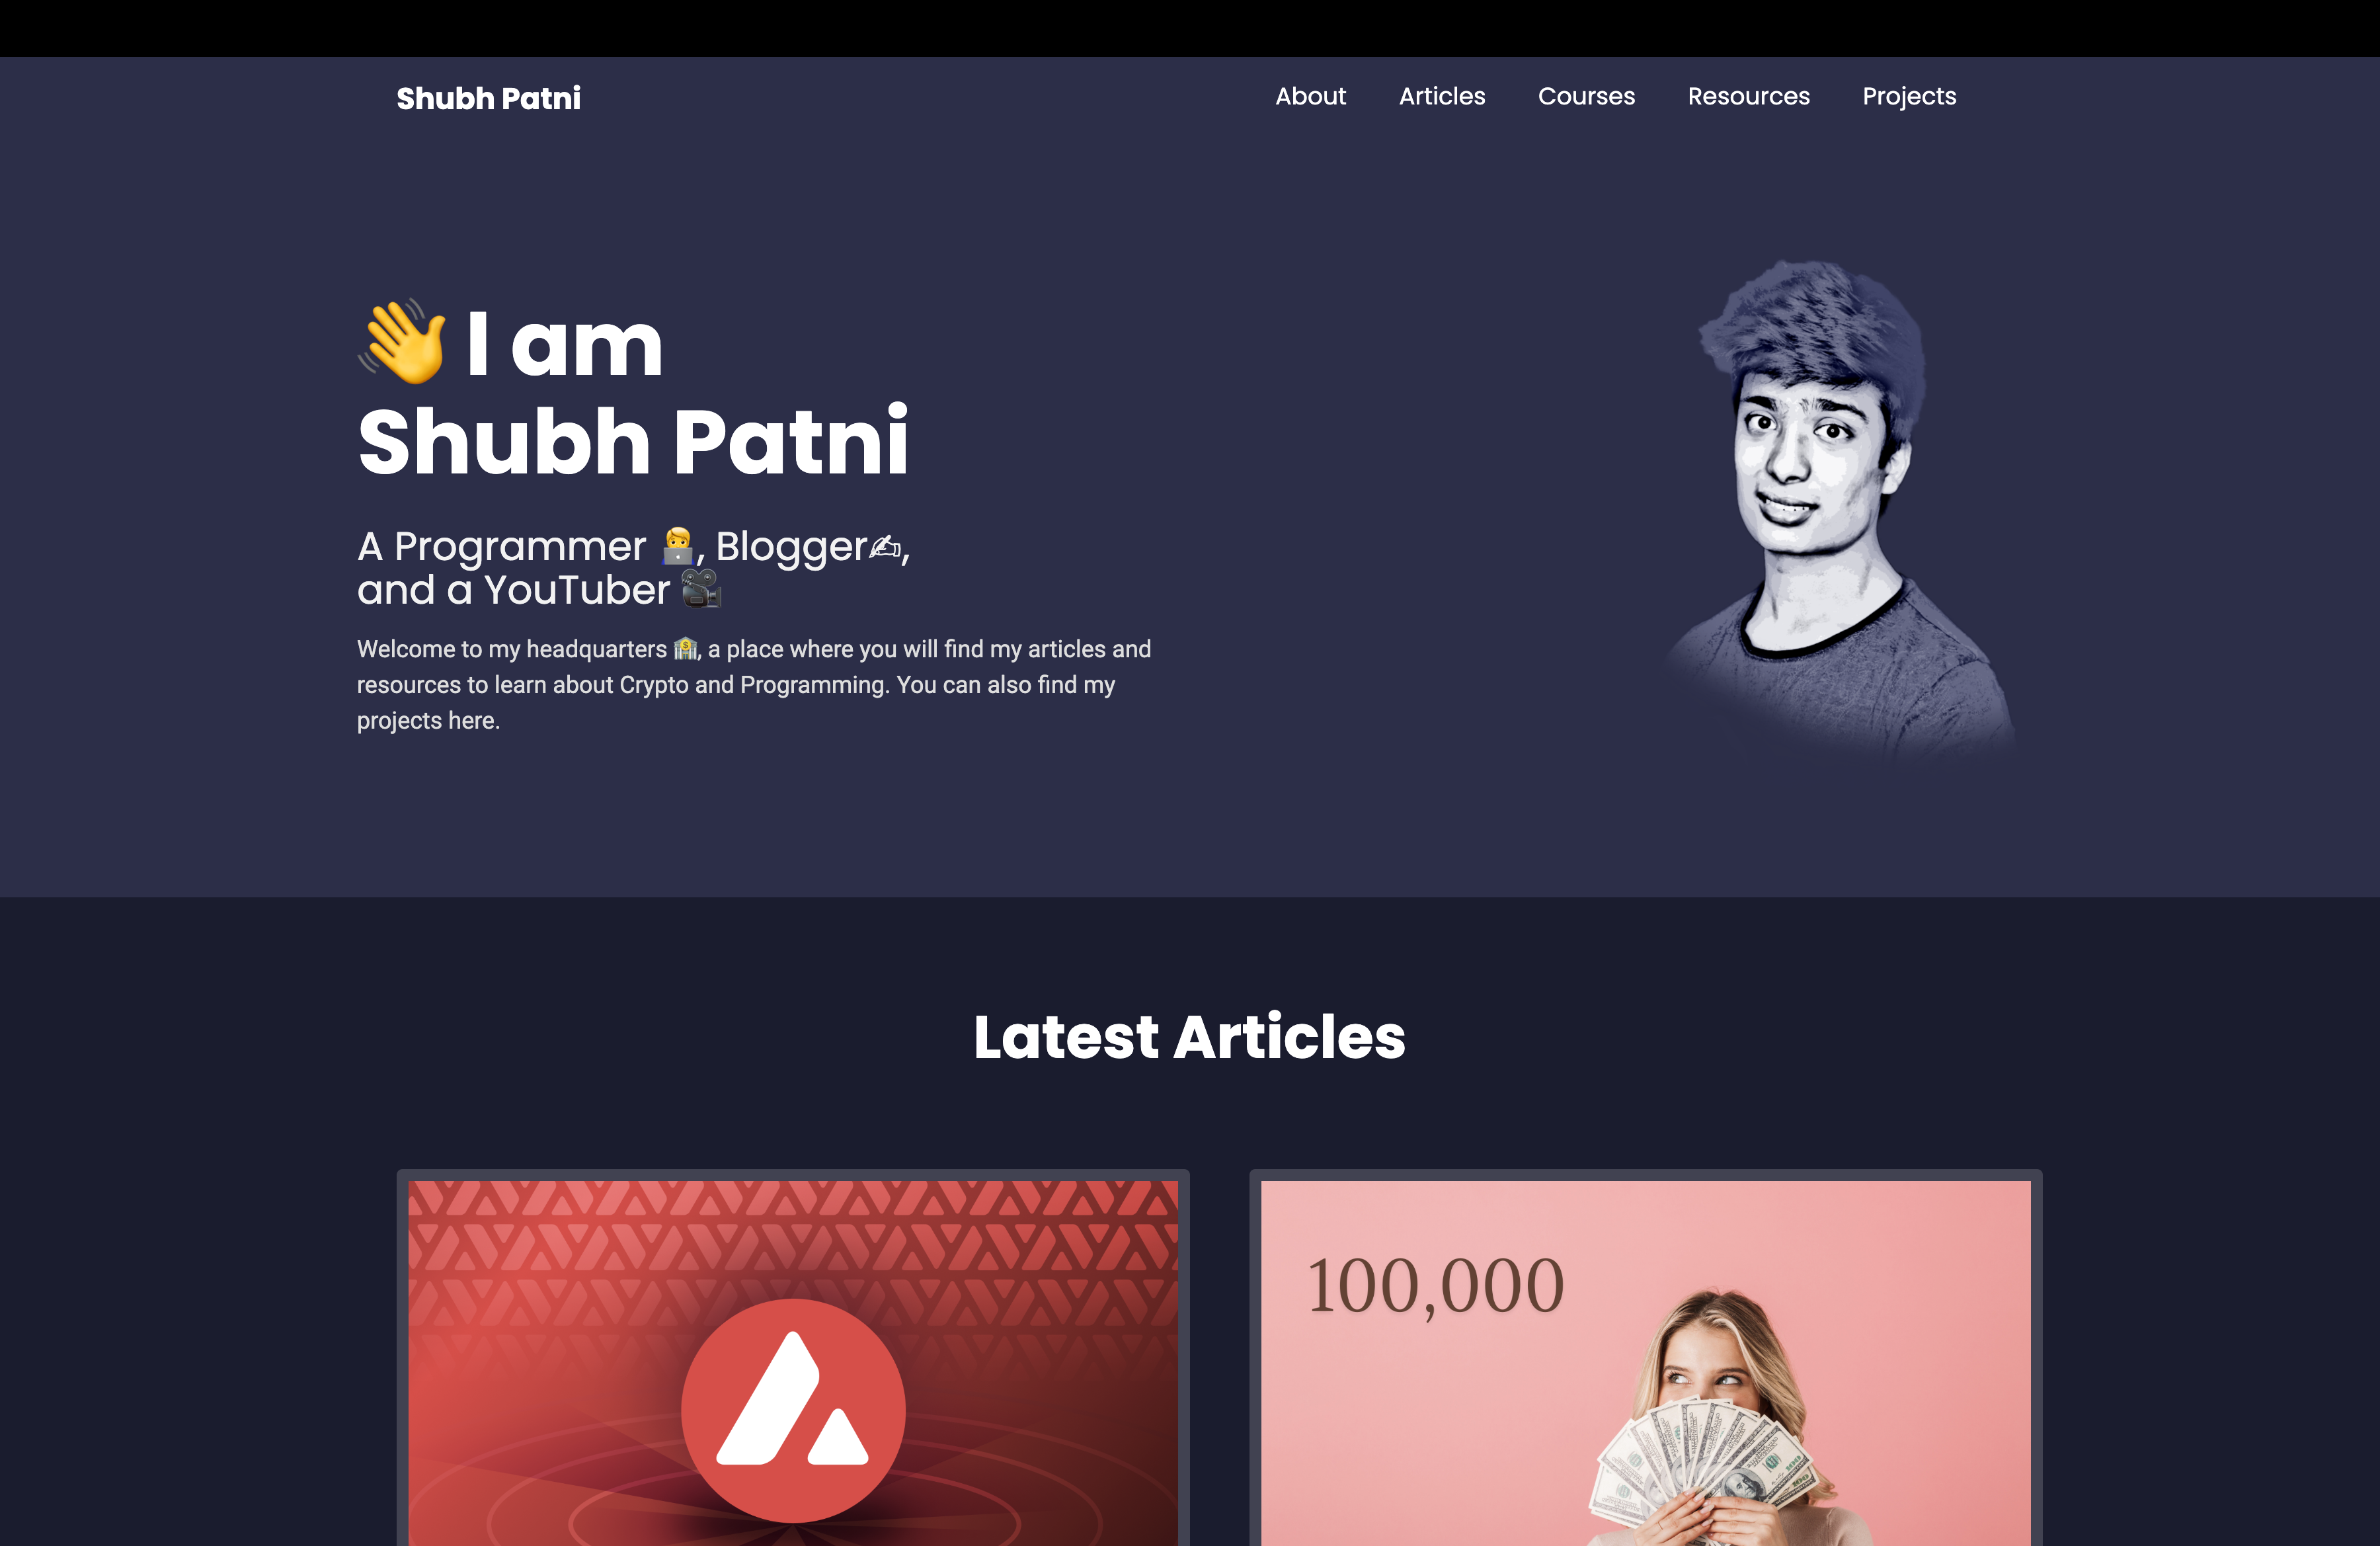 Shubh Patni
About Articles Courses Resources Projects
👋 I am
Shubh Patni
A Programmer 👨‍💻, Blogger✍,
and a YouTuber 🎥
Welcome to my headquarters 🏦, a place where you will find my articles and
resources to learn about Crypto and Programming. You can also find my
projects here.
Latest Articles
100,000